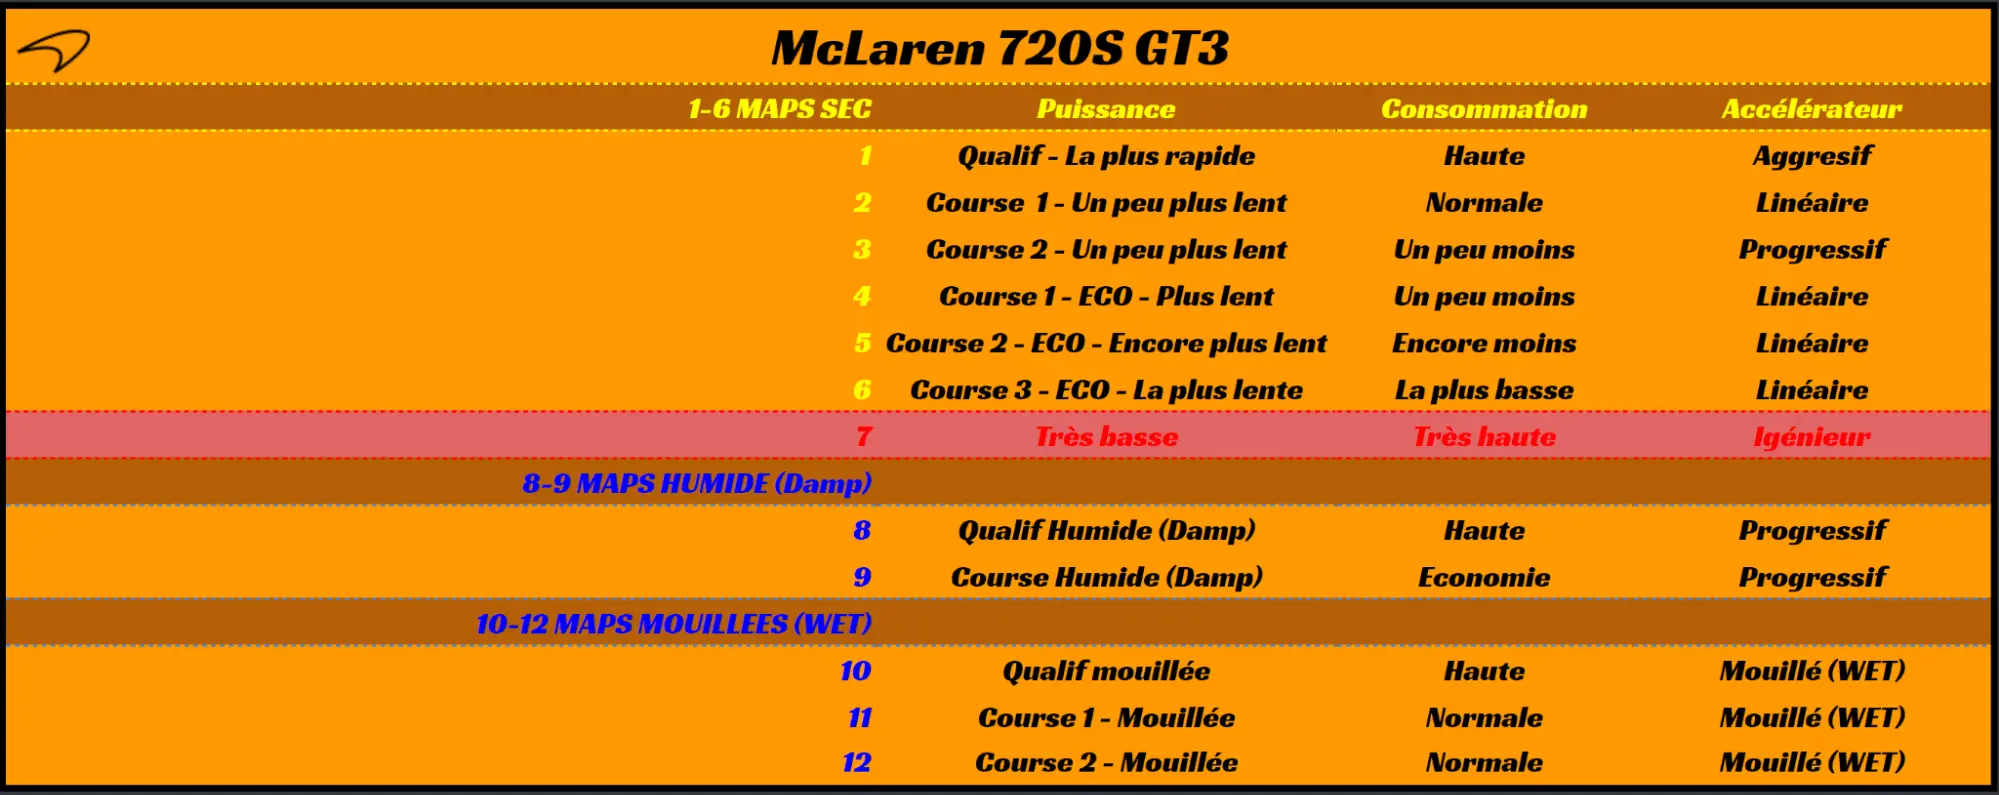 McLaren 720S GT3
1-6 MAPS SEC Puissance Consommation Accélérateur
1 Qualif - La plus rapide Haute Aggresif
2 Course 1 - Un peu plus lent Normale Linéaire
3 Course 2 - Un peu plus lent Un peu moins Progressif
4 Course 1 - ECO - Plus lent Un peu moins Linéaire
5 Course 2 - ECO - Encore plus lent Encore moins Linéaire
6 Course 3 - ECO - La plus lente La plus basse Linéaire
7 Très basse Très haute Igénieur
8-9 MAPS HUMIDE (Damp)
8 Qualif Humide (Damp) Haute Progressif
9 Course Humide (Damp) Economie Progressif
10-12 MAPS MOUILLEES (WET)
10 Qualif mouillée Haute Mouillé (WET)
11 Course 1 - Mouillée Normale Mouillé (WET)
12 Course 2 - Mouillée Normale Mouillé (WET)